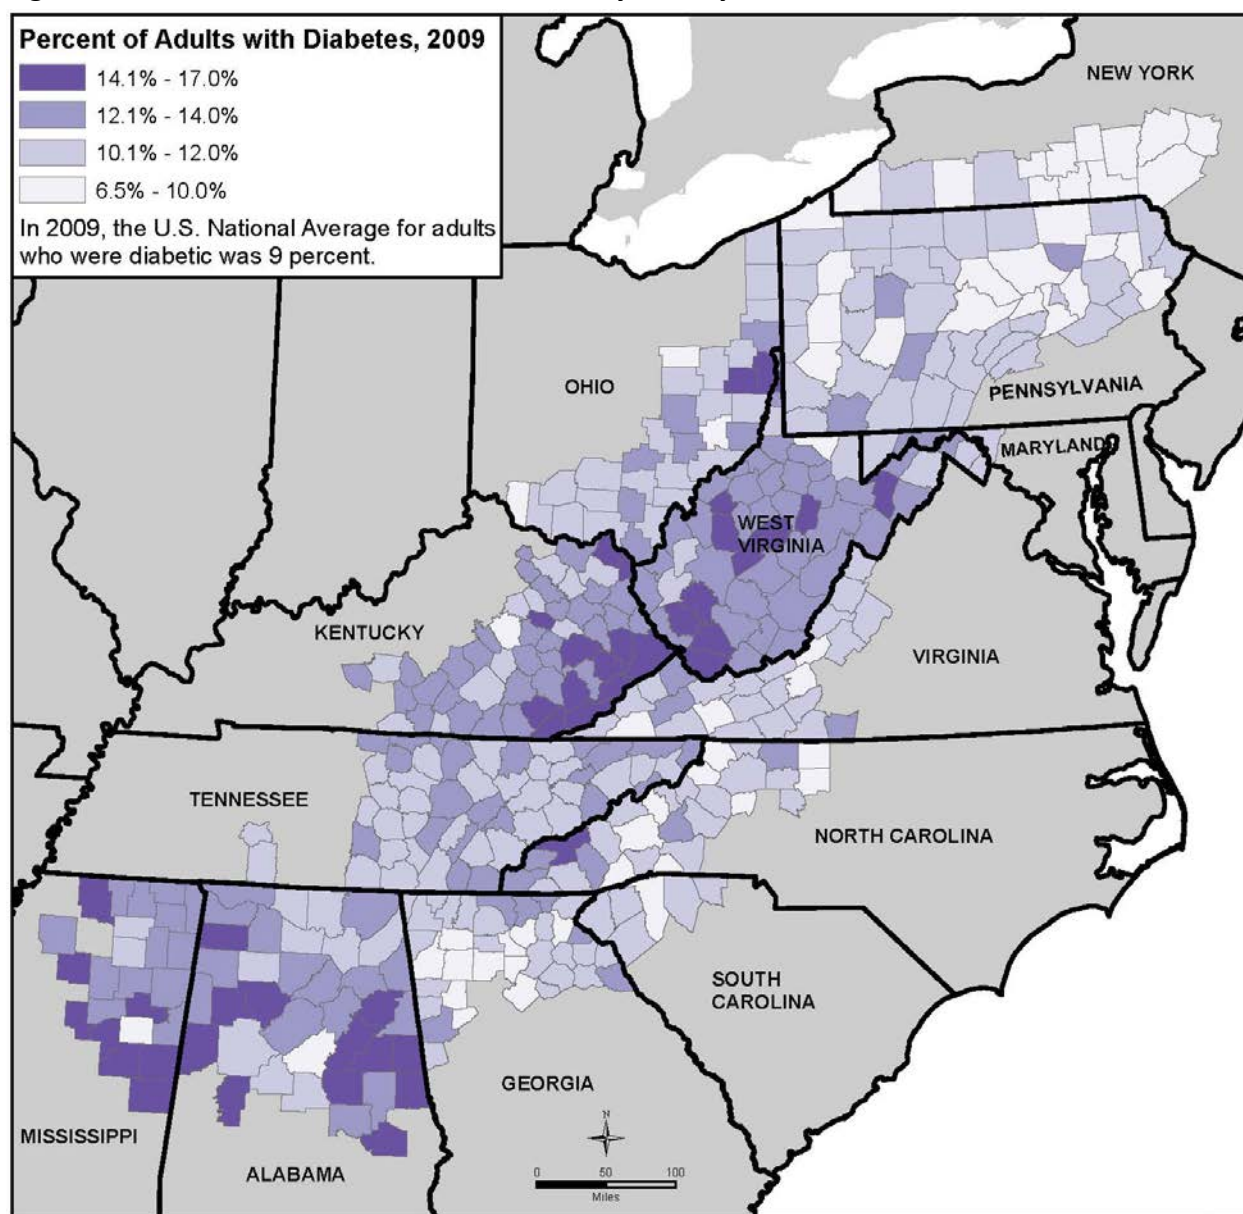 Percent of Adults with Diabetes, 2009
14.1% - 17.0%
12.1% - 14.0%
10.1% - 12.0%
6.5% - 10.0%
In 2009, the U.S. National Average for adults
who were diabetic was 9 percent.
NEW YORK
OHIO
PENNSYLVANIA
MARYLAND
WEST
VIRGINIA
KENTUCKY
VIRGINIA
TENNESSEE
NORTH CAROLINA
SOUTH
CAROLINA
GEORGIA
MISSISSIPPI
ALABAMA
N
0 50 100
Miles